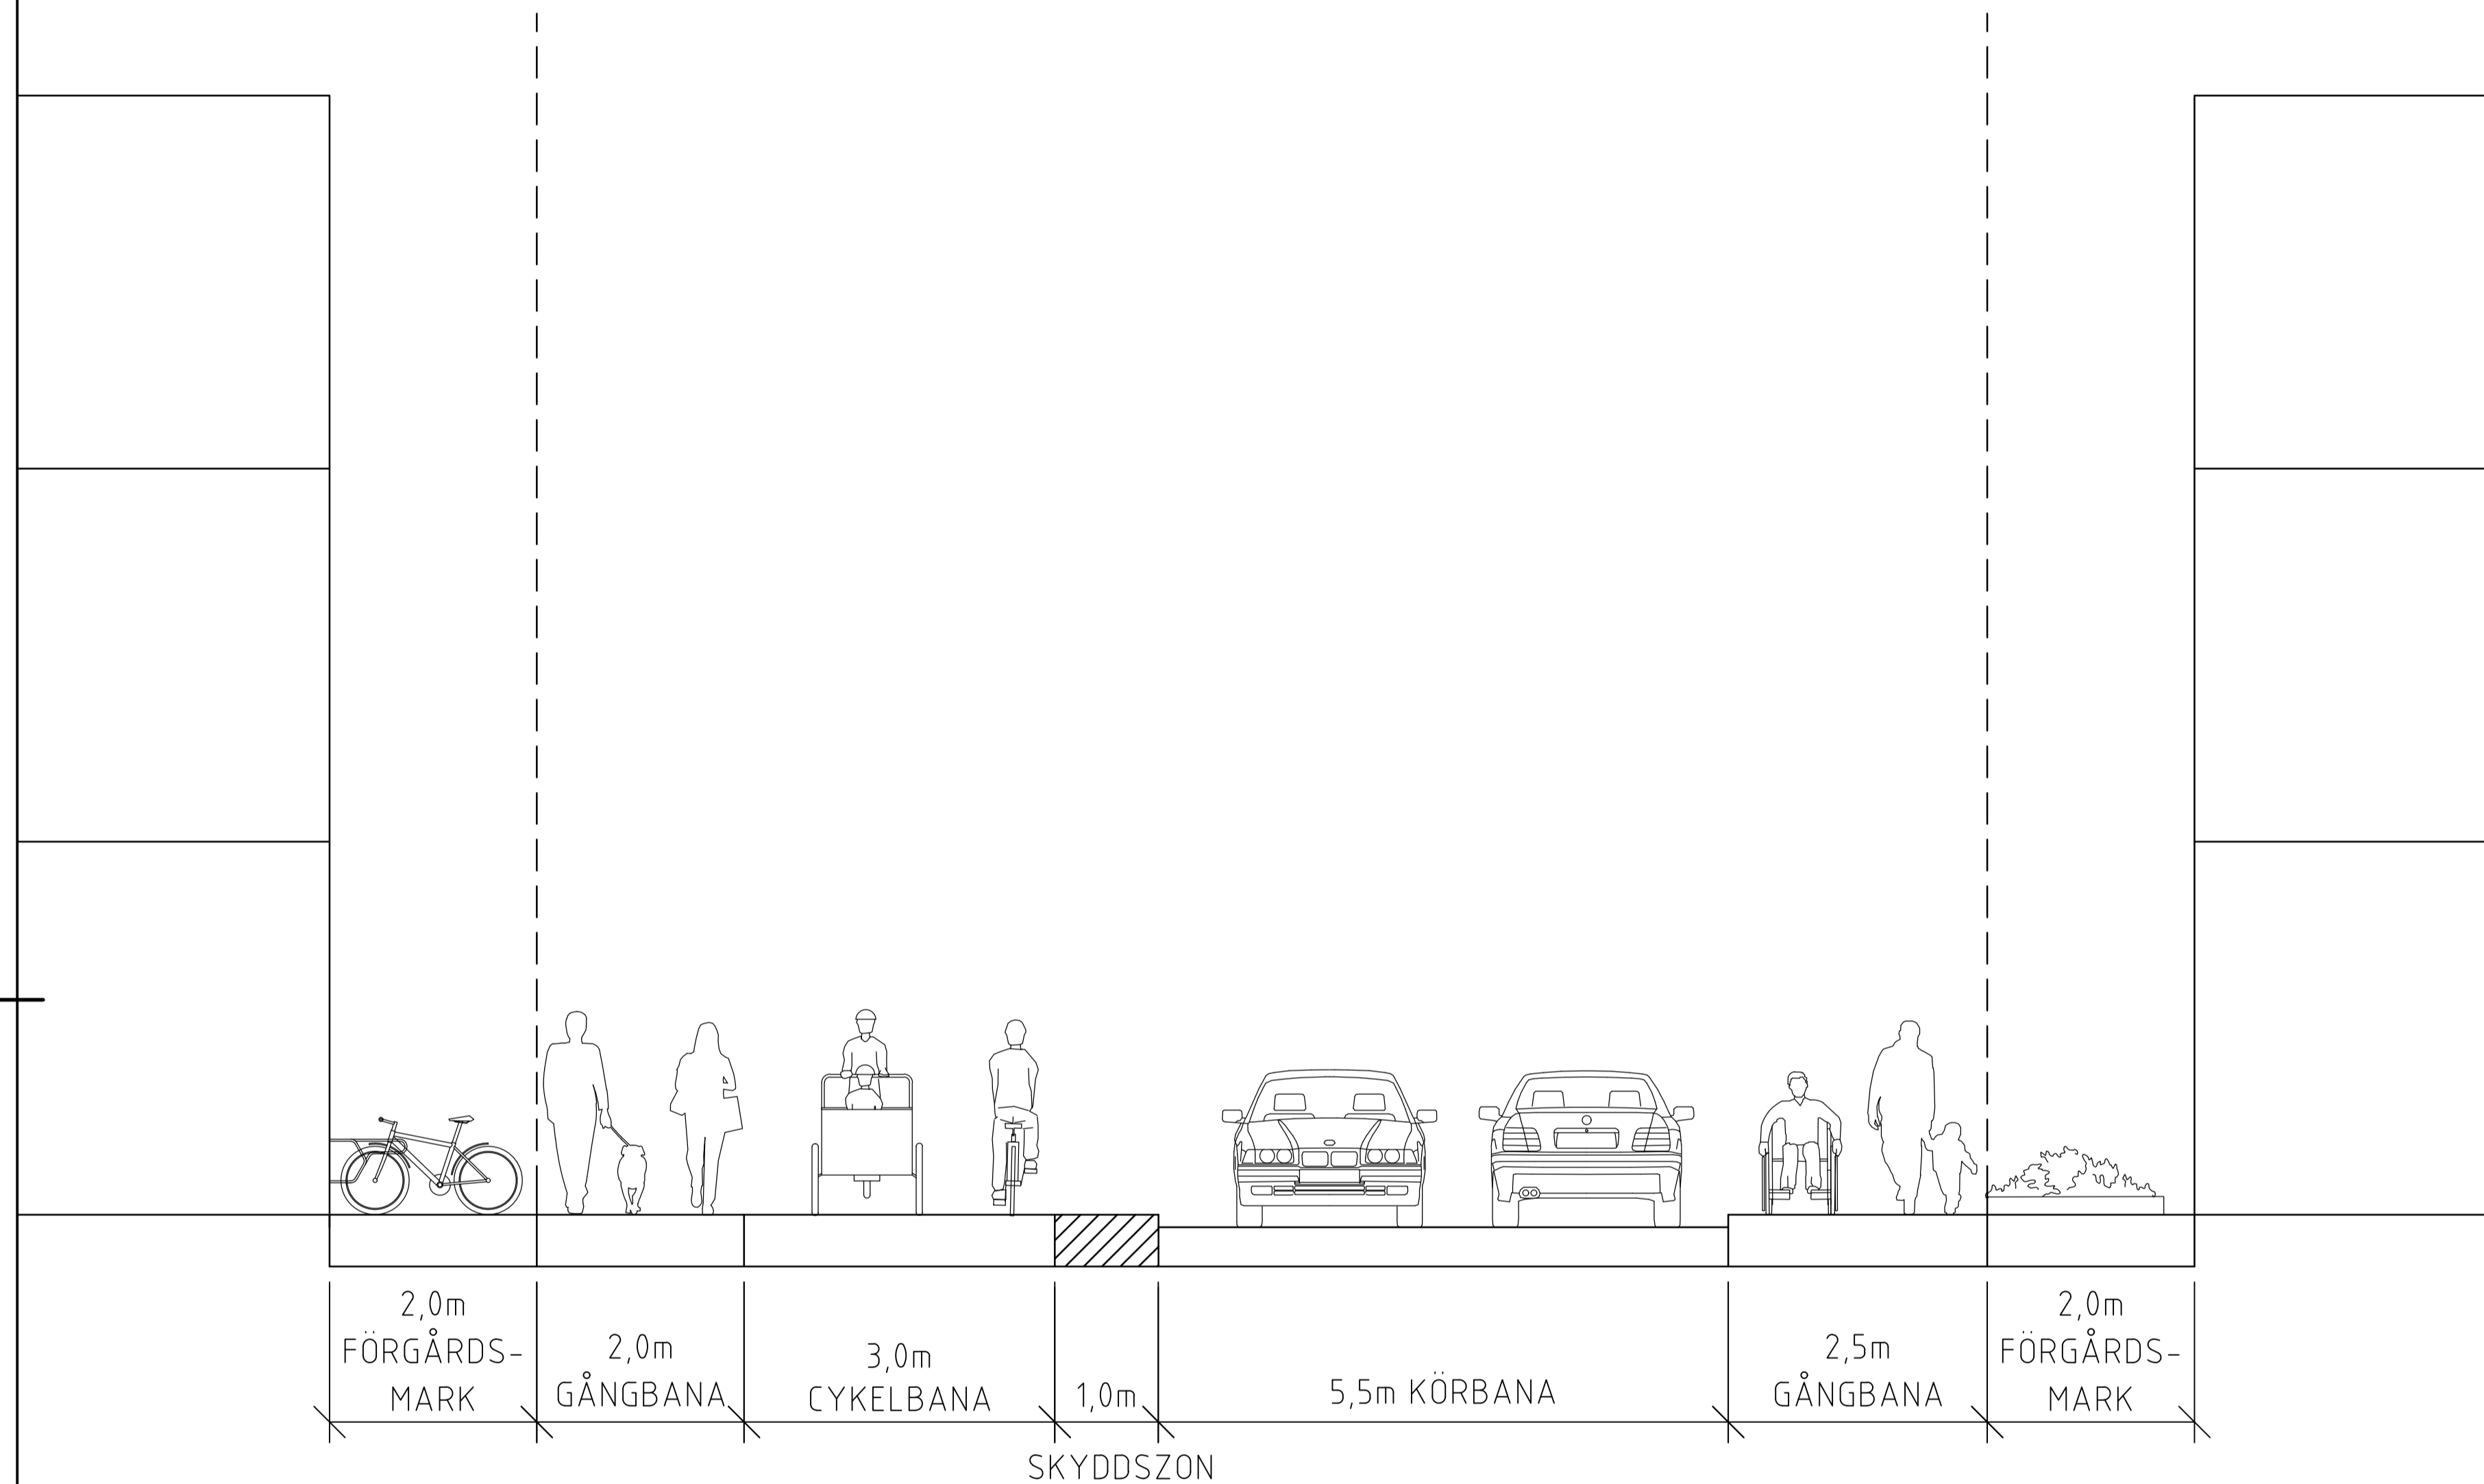 2,0m
FÖRGÅRDS-
MARK
2,0m
GÅNGBANA
3,0m
CYKELBANA
1,0m
SKYDDSZON
5,5m KÖRBANA
2,5m
GÅNGBANA
2,0m
FÖRGÅRDS-
MARK